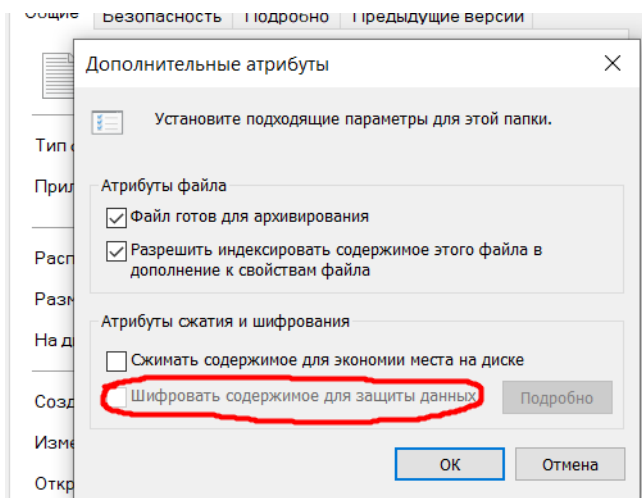 Общие Безопасность Подробно Предыдущие версии
Дополнительные атрибуты
Установите подходящие параметры для этой папки.
Тип
Атрибуты файла
Прил
Файл готов для архивирования
Разрешить индексировать содержимое этого файла в
дополнение к свойствам файла
Расп
Разм
Атрибуты сжатия и шифрования
На д
Сжимать содержимое для экономии места на диске
Шифровать содержимое для защиты данных Подробно
Созд
Изме
ОК Отмена
Откр